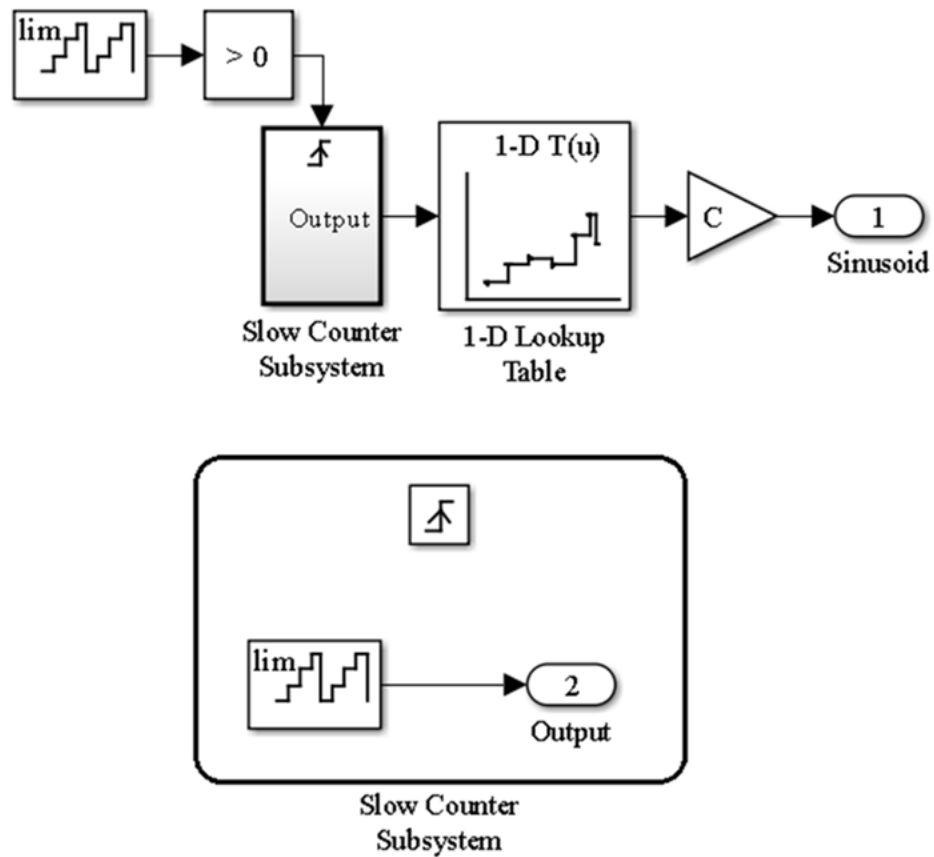 lim
> 0
Output
1-D T(u)
C
1
Sinusoid
Slow Counter
Subsystem
1-D Lookup
Table
lim
2
Output
Slow Counter
Subsystem